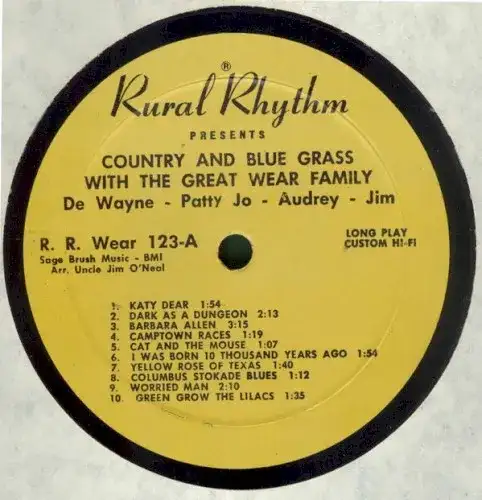 Rural Rhythm ®
PRESENTS
COUNTRY AND BLUE GRASS
WITH THE GREAT WEAR FAMILY
De Wayne - Patty Jo - Audrey - Jim
R. R. Wear 123-A
Sage Brush Music - BMI
Arr. Uncle Jim O'Neal
LONG PLAY
CUSTOM HI-FI
1. KATY DEAR 1:54
2. DARK AS A DUNGEON 2:13
3. BARBARA ALLEN 3:15
4. CAMPTOWN RACES 1:19
5. CAT AND THE MOUSE 1:07
6. I WAS BORN 10 THOUSAND YEARS AGO 1:54
7. YELLOW ROSE OF TEXAS 1:40
8. COLUMBUS STOKADE BLUES 1:12
9. WORRIED MAN 2:10
10. GREEN GROW THE LILACS 1:35